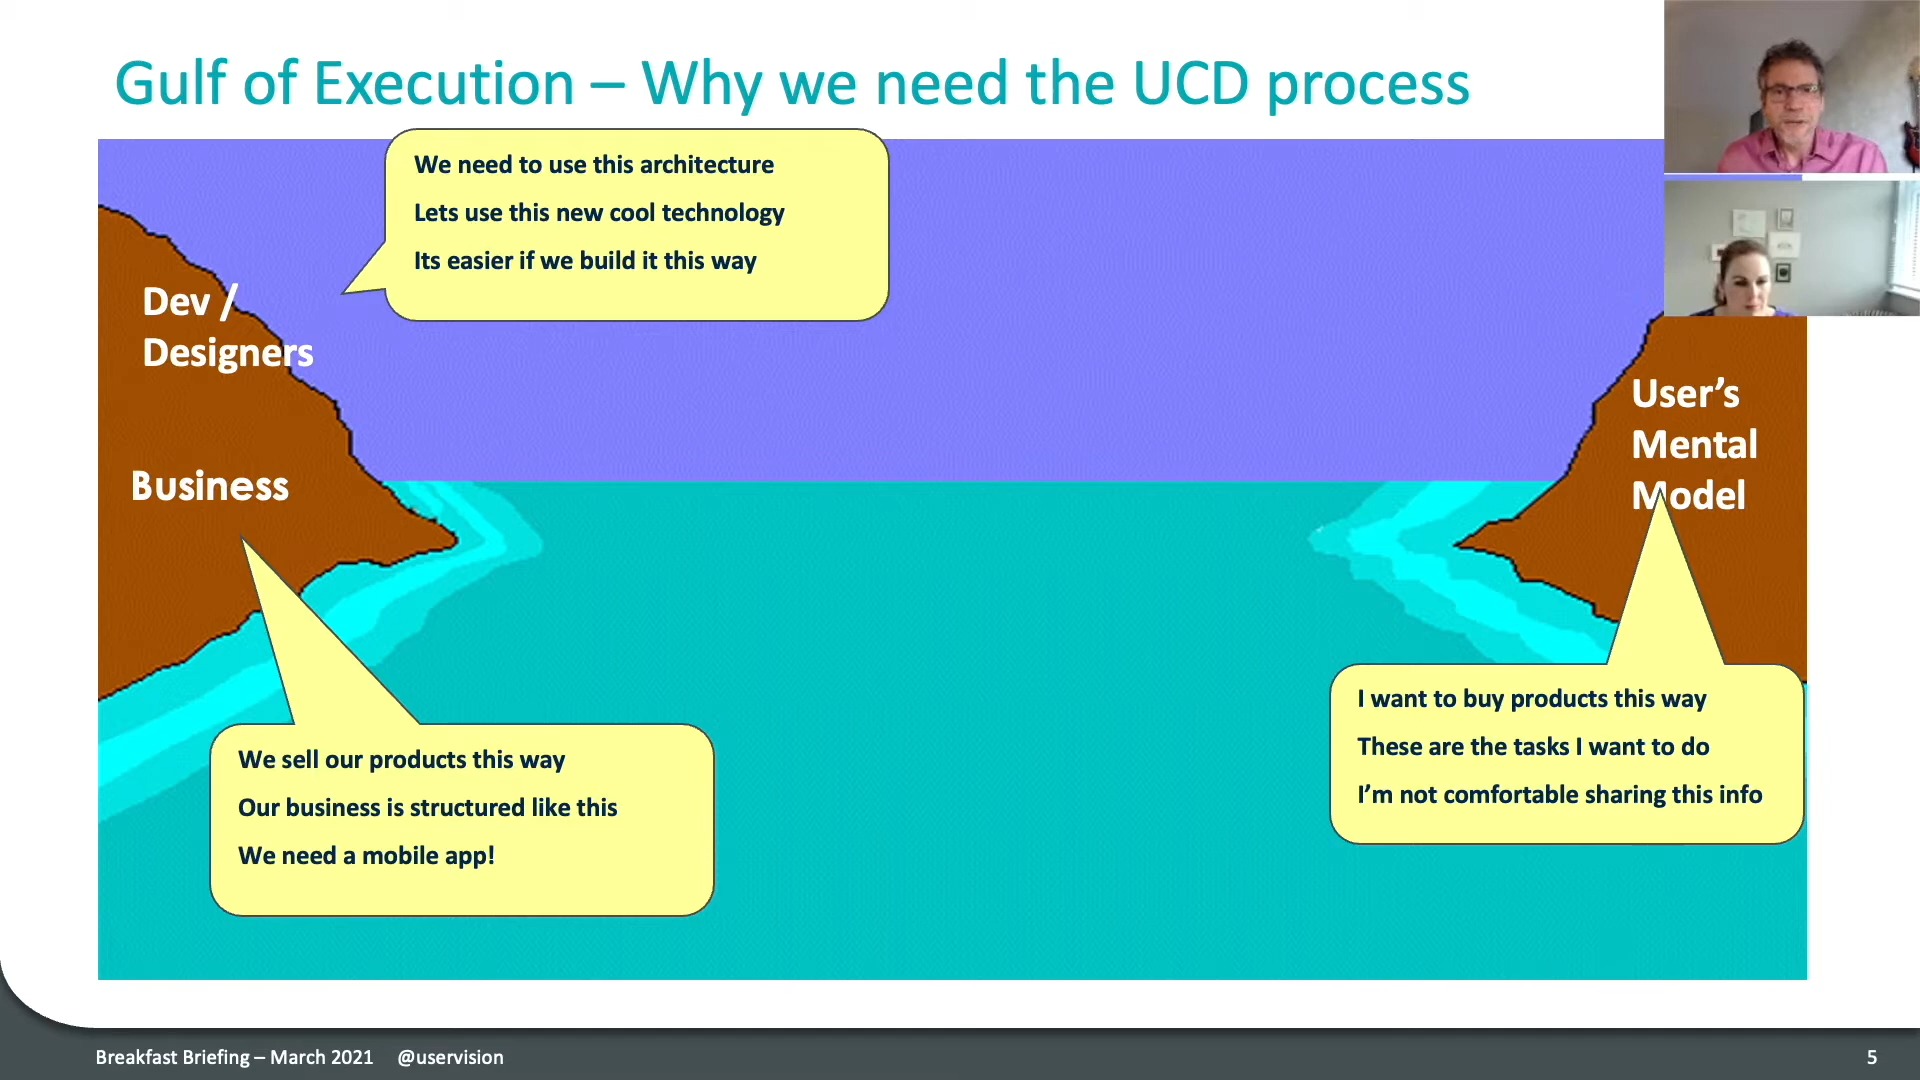 Gulf of Execution – Why we need the UCD process
We need to use this architecture
Lets use this new cool technology
Its easier if we build it this way
Dev /
Designers
Business
User’s
Mental
Model
We sell our products this way
Our business is structured like this
We need a mobile app!
I want to buy products this way
These are the tasks I want to do
I’m not comfortable sharing this info
Breakfast Briefing – March 2021 @uservision
5